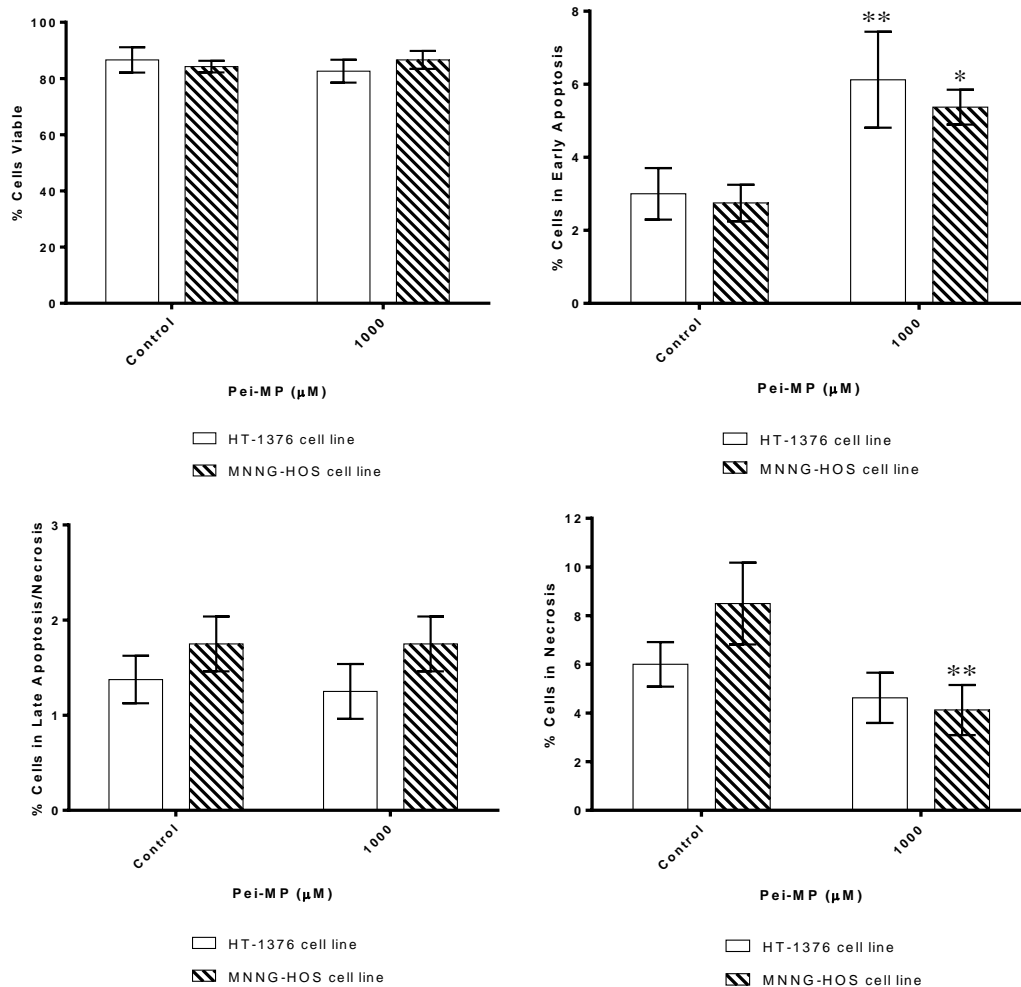 100
80
60
40
20
0
% Cells Viable
Control
1000
Pei-MP (μM)
HT-1376 cell line
MNNG-HOS cell line
8
6
4
2
0
% Cells in Early Apoptosis
**
*
Control
1000
Pei-MP (μM)
HT-1376 cell line
MNNG-HOS cell line
3
2
1
0
% Cells in Late Apoptosis/Necrosis
Control
1000
Pei-MP (μM)
HT-1376 cell line
MNNG-HOS cell line
12
10
8
6
4
2
0
% Cells in Necrosis
**
Control
1000
Pei-MP (μM)
HT-1376 cell line
MNNG-HOS cell line